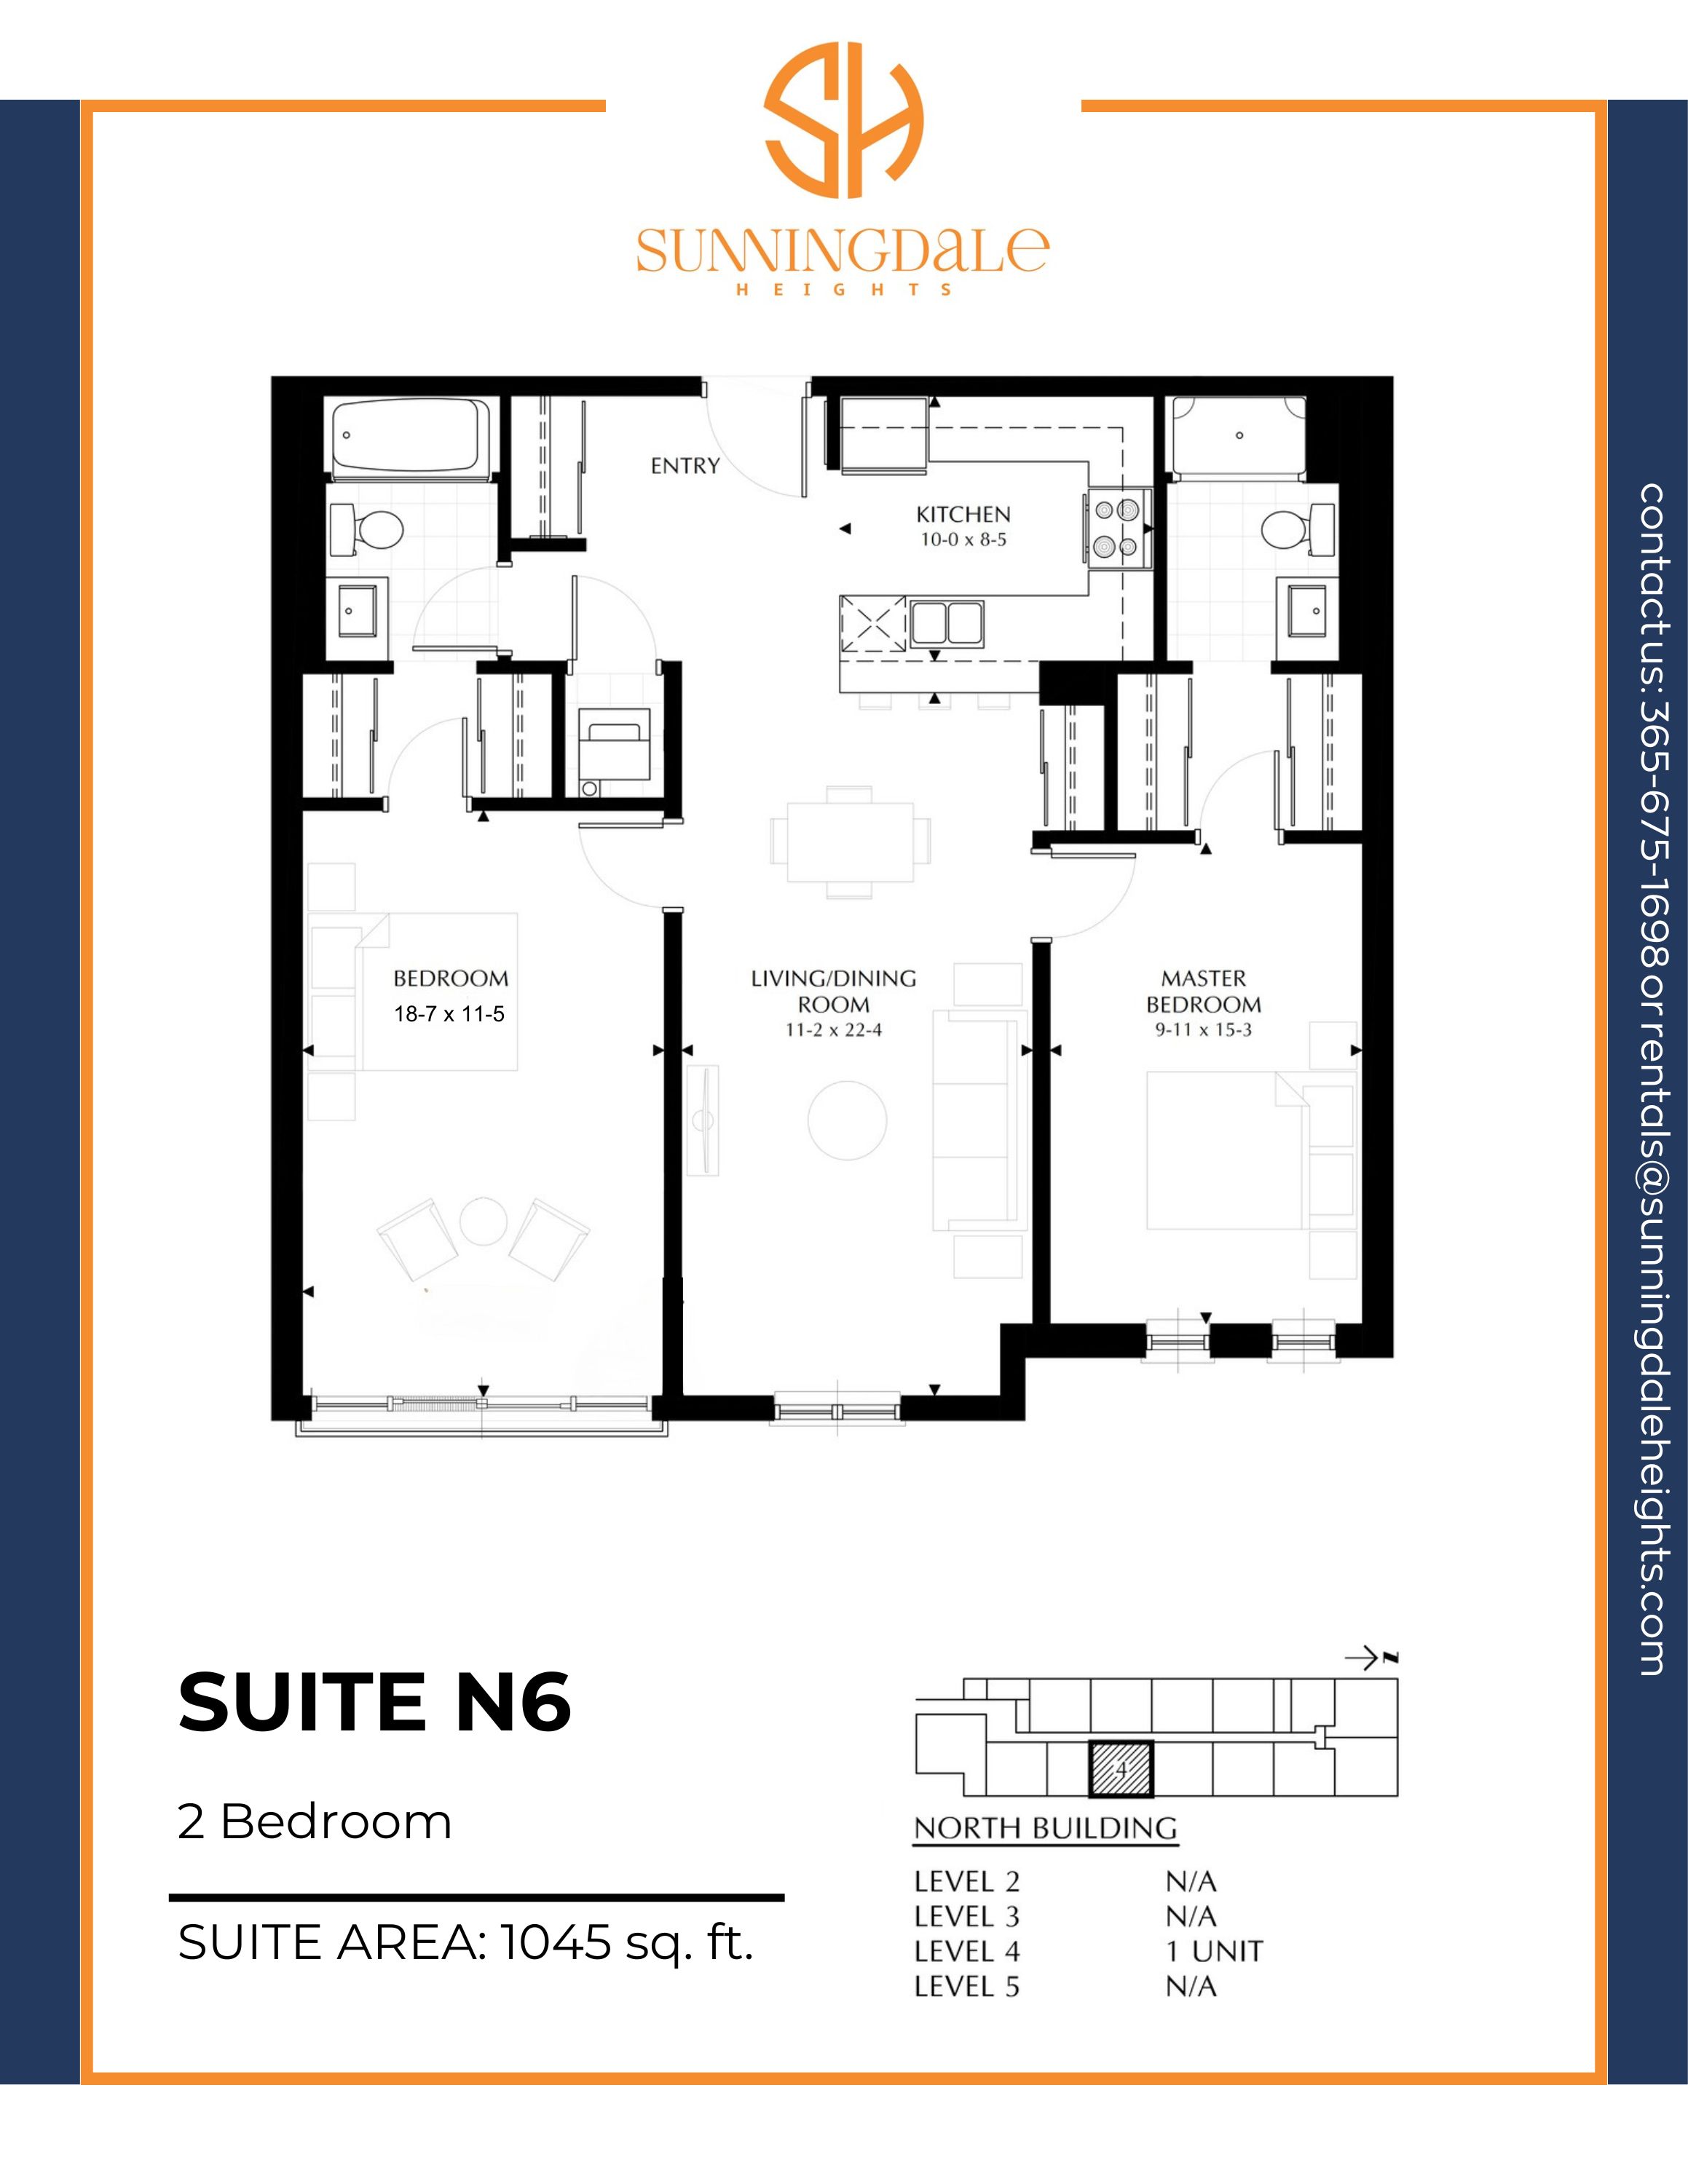 SUNNINGDALE
HEIGHTS
ENTRY
KITCHEN
10-0 x 8-5
BEDROOM
18-7 x 11-5
LIVING/DINING
ROOM
11-2 x 22-4
MASTER
BEDROOM
9-11 x 15-3
contact us: 365-675-1698 or rentals@sunningdaleheights.com
SUITE N6
2 Bedroom
SUITE AREA: 1045 sq. ft.
N
4
NORTH BUILDING
LEVEL 2 N/A
LEVEL 3 N/A
LEVEL 4 1 UNIT
LEVEL 5 N/A